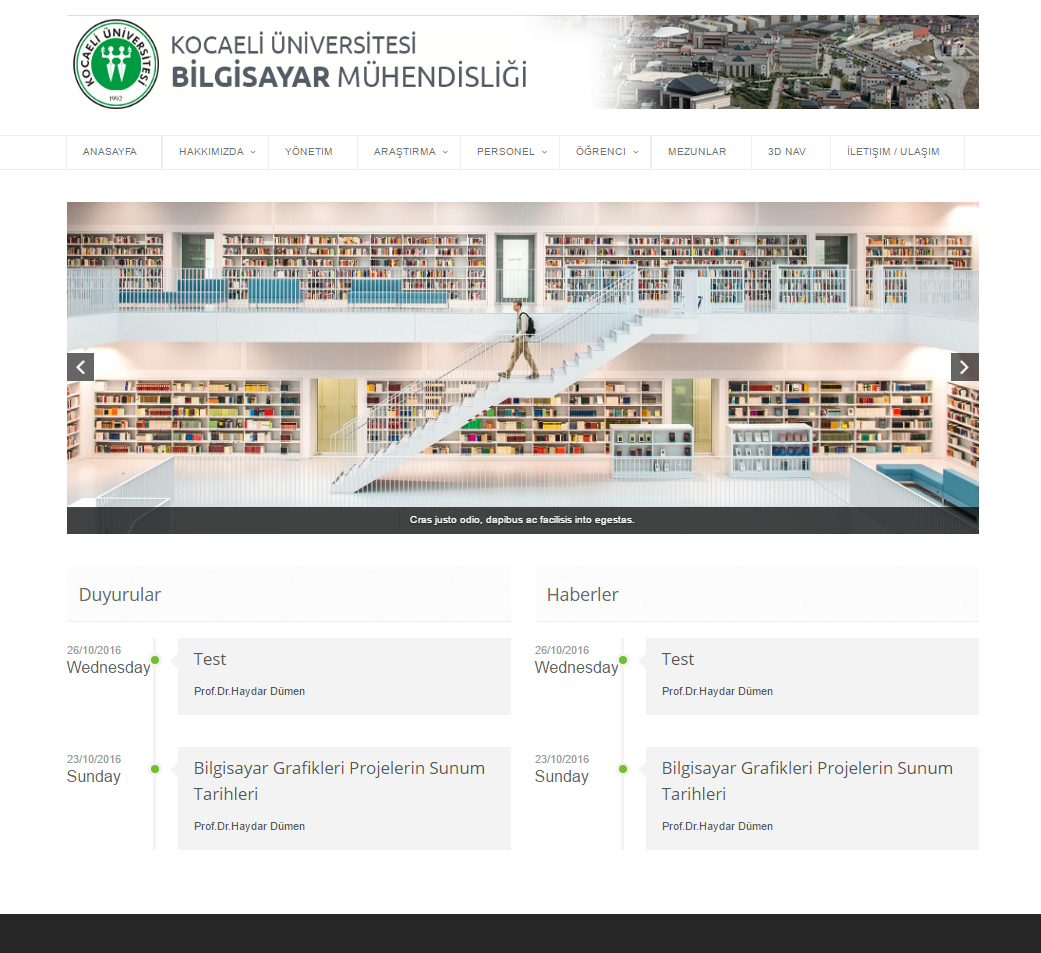 KOCAELİ ÜNİVERSİTESİ
1992
KOCAELİ ÜNİVERSİTESİ
BİLGİSAYAR MÜHENDİSLİĞİ
ANASAYFA HAKKIMIZDA YÖNETIM ARAŞTIRMA PERSONEL ÖĞRENCI MEZUNLAR 3D NAV İLETIŞIM / ULAŞIM
Cras justo odio, dapibus ac facilisis into egestas.
Duyurular
26/10/2016
Wednesday
Test
Prof.Dr.Haydar Dümen
23/10/2016
Sunday
Bilgisayar Grafikleri Projelerin Sunum
Tarihleri
Prof.Dr.Haydar Dümen
Haberler
26/10/2016
Wednesday
Test
Prof.Dr.Haydar Dümen
23/10/2016
Sunday
Bilgisayar Grafikleri Projelerin Sunum
Tarihleri
Prof.Dr.Haydar Dümen